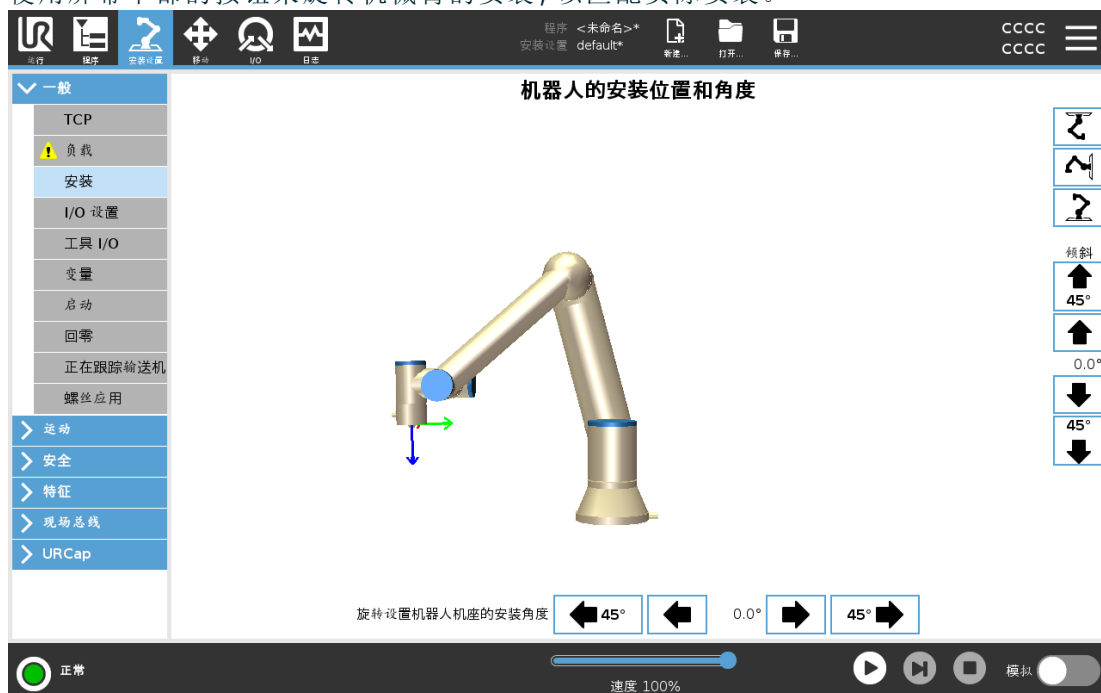 UR
程序 <未命名>*
安装设置 default*
新建...
打开...
保存...
CCCC
CCCC
运行
程序
安装设置
移动
I/O
日志
一般
TCP
负载
安装
I/O 设置
工具 I/O
变量
启动
回零
正在跟踪输送机
螺丝应用
运动
安全
特征
现场总线
URCap
机器人的安装位置和角度
倾斜
45°
0.0°
45°
旋转设置机器人机座的安装角度 45° 0.0° 45°
正常
速度 100%
模拟